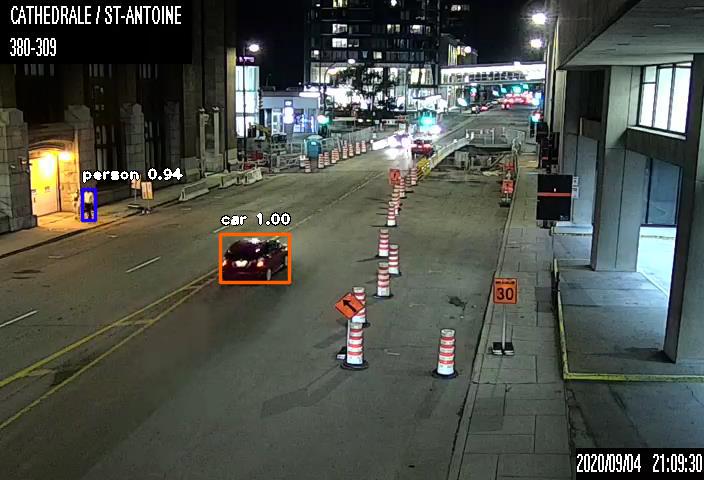 CATHEDRALE / ST-ANTOINE
380-309
person 0.94
car 1.00
30
2020/09/04 21:09:30